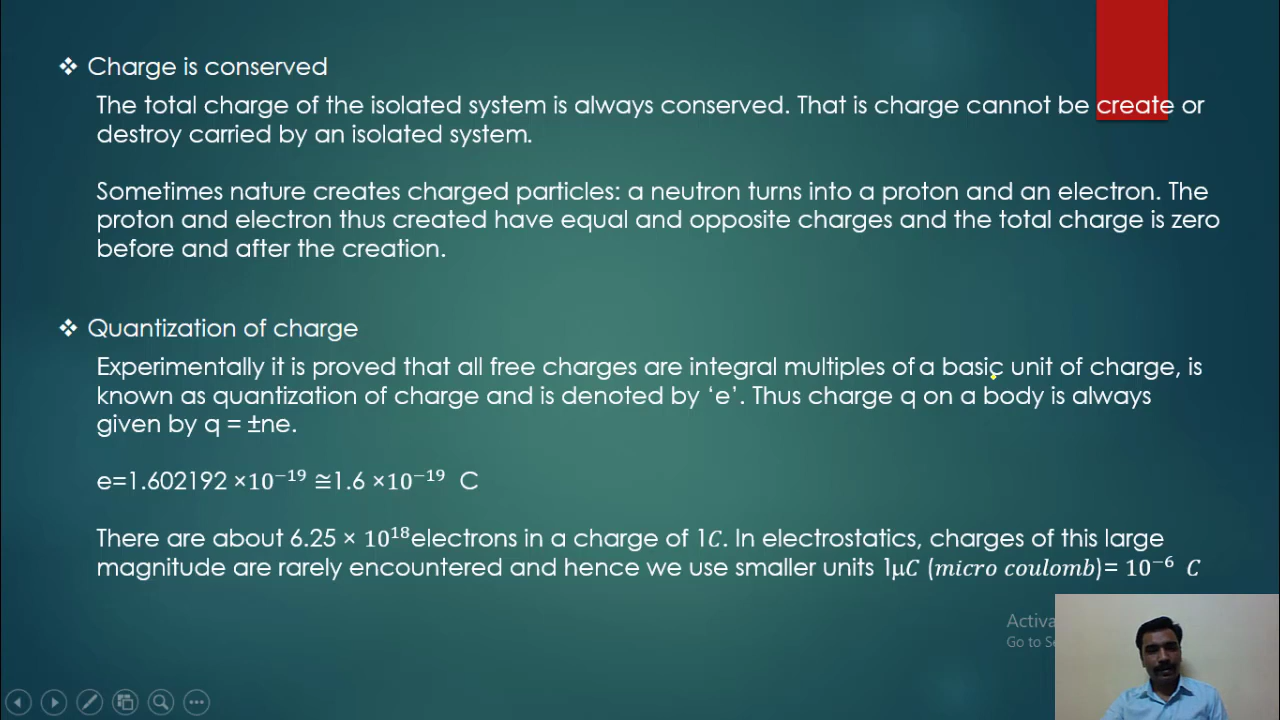 ❖ Charge is conserved
The total charge of the isolated system is always conserved. That is charge cannot be create or
destroy carried by an isolated system.
Sometimes nature creates charged particles: a neutron turns into a proton and an electron. The
proton and electron thus created have equal and opposite charges and the total charge is zero
before and after the creation.
❖ Quantization of charge
Experimentally it is proved that all free charges are integral multiples of a basic unit of charge, is
known as quantization of charge and is denoted by ‘e’. Thus charge q on a body is always
given by q = ±ne.
e=1.602192 ×10⁻¹⁹ ≅1.6 ×10⁻¹⁹ C
There are about 6.25 × 10¹⁸electrons in a charge of 1C. In electrostatics, charges of this large
magnitude are rarely encountered and hence we use smaller units 1μC (micro coulomb)= 10⁻⁶ C
Activa
Go to Se